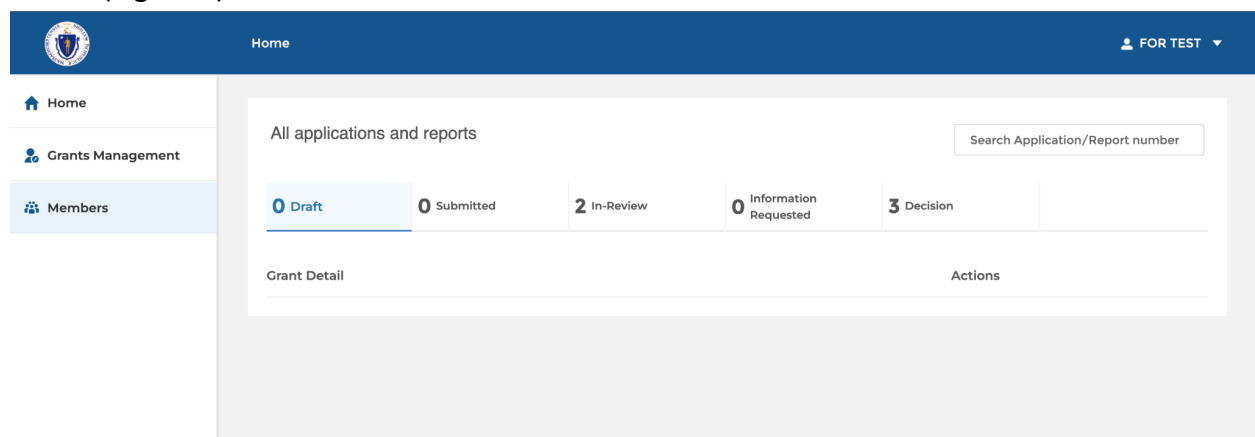 Home
FOR TEST
Home
Grants Management
Members
All applications and reports
Search Application/Report number
0 Draft
0 Submitted
2 In-Review
0 Information Requested
3 Decision
Grant Detail
Actions